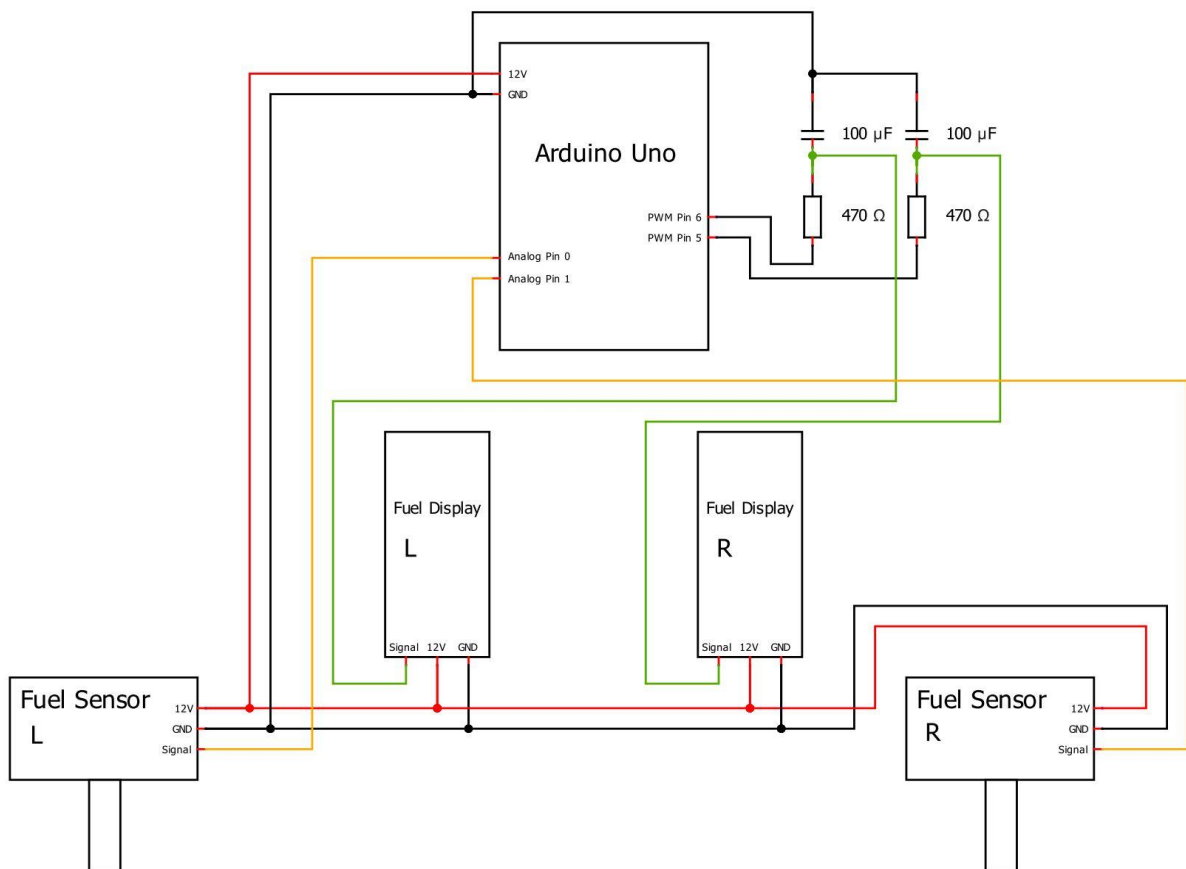 12V
GND
Arduino Uno
PWM Pin 6
PWM Pin 5
Analog Pin 0
Analog Pin 1
100 µF
100 µF
470 Ω
470 Ω
Fuel Display
L
Signal
12V
GND
Fuel Display
R
Signal
12V
GND
Fuel Sensor
L
12V
GND
Signal
Fuel Sensor
R
12V
GND
Signal